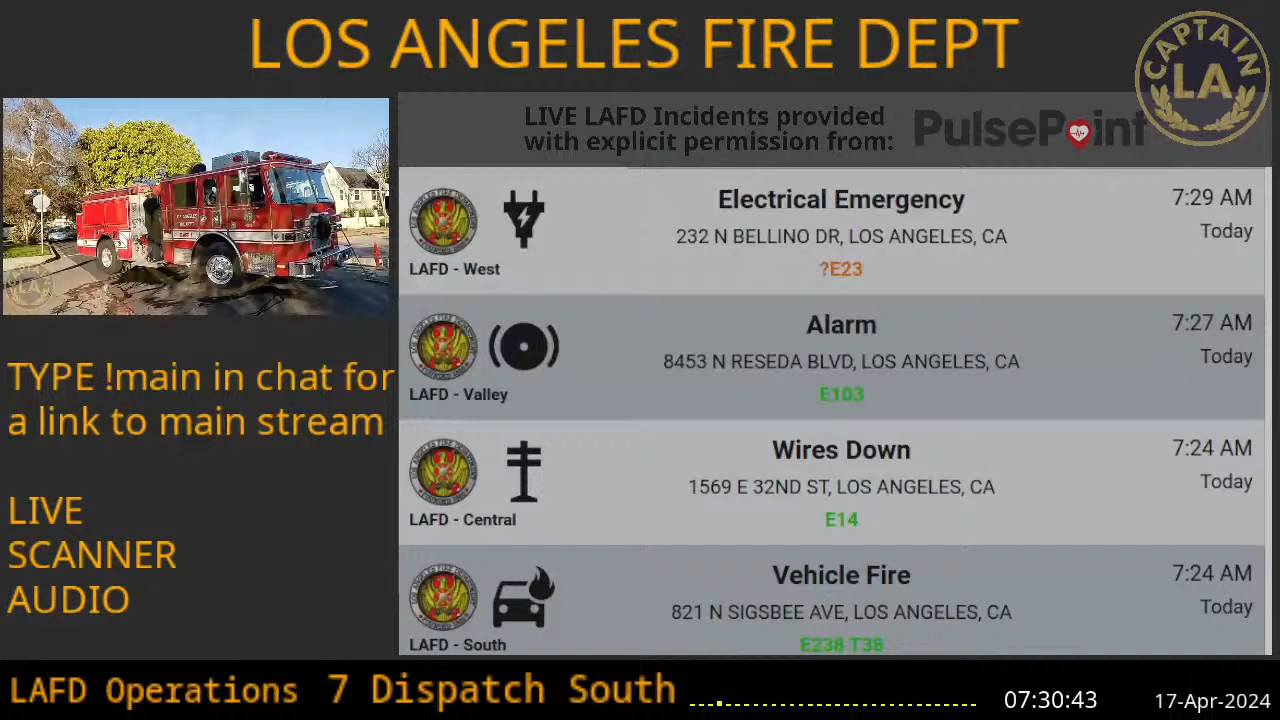 LOS ANGELES FIRE DEPT
CAPTAIN
LA
LIVE LAFD Incidents provided
with explicit permission from:
PulsePoint
Electrical Emergency
7:29 AM
232 N BELLINO DR, LOS ANGELES, CA
Today
LAFD - West
?E23
Alarm
7:27 AM
8453 N RESEDA BLVD, LOS ANGELES, CA
Today
LAFD - Valley
E103
Wires Down
7:24 AM
1569 E 32ND ST, LOS ANGELES, CA
Today
LAFD - Central
E14
Vehicle Fire
7:24 AM
821 N SIGSBEE AVE, LOS ANGELES, CA
Today
LAFD - South
E238 T38
TYPE !main in chat for
a link to main stream
LIVE
SCANNER
AUDIO
LAFD Operations 7 Dispatch South
07:30:43
17-Apr-2024